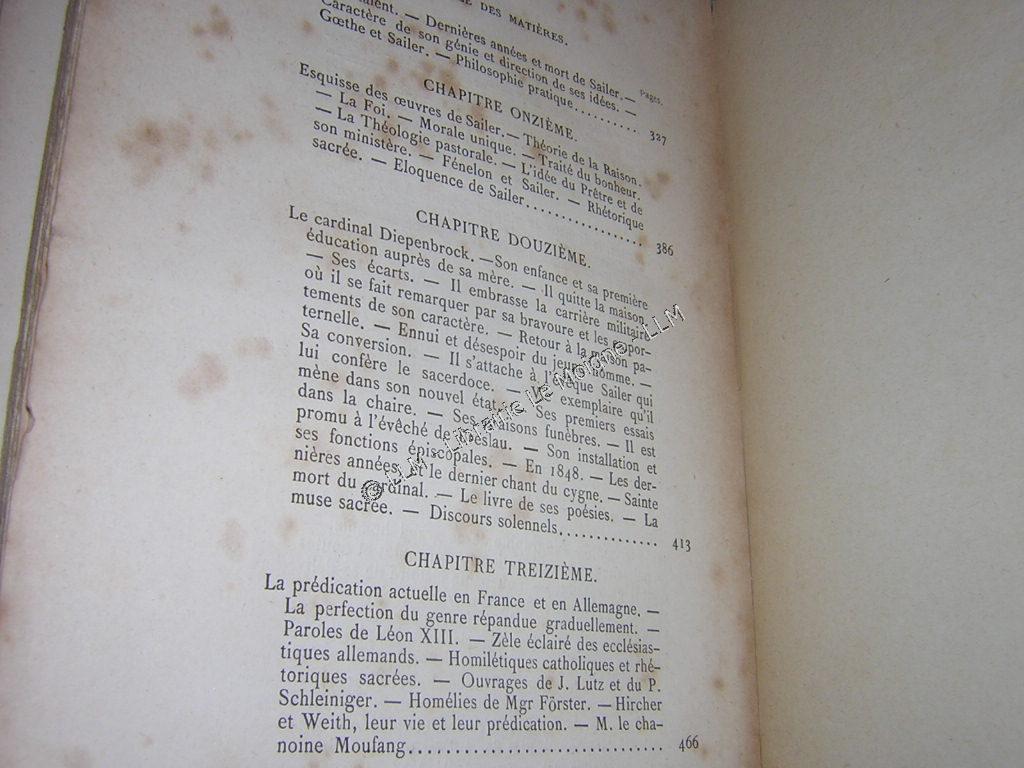 DES MATIÈRES.
Pages.
— Dernières années et mort de Sailer. —
Caractère de son génie et direction de ses idées. —
Gœthe et Sailer. — Philosophie pratique. . . . . . . . . . 327
CHAPITRE ONZIÈME.
Esquisse des œuvres de Sailer. — Théorie de la Raison.
— La Foi. — Morale unique. — Traité du bonheur.
— La Théologie pastorale. — L'idée du Prêtre et de
son ministère. — Fénelon et Sailer. — Rhétorique
sacrée. — Eloquence de Sailer. . . . . . . . . . . . . . . . . 386
CHAPITRE DOUZIÈME.
Le cardinal Diepenbrock. —Son enfance et sa première
éducation auprès de sa mère. — Il quitte la maison.
— Ses écarts. — Il embrasse la carrière militaire
où il se fait remarquer par sa bravoure et les empor-
tements de son caractère. — Retour à la maison pa-
ternelle. — Ennui et désespoir du jeune homme. —
Sa conversion. — Il s'attache à l'évêque Sailer qui
lui confère le sacerdoce. — exemplaire qu'il
mène dans son nouvel état. — Ses premiers essais
dans la chaire. — Ses oraisons funèbres. — Il est
promu à l'évêché de Breslau. — Son installation et
ses fonctions épiscopales. — En 1848. — Les der-
nières années et le dernier chant du cygne. — Sainte
mort du cardinal. — Le livre de ses poésies. — La
muse sacrée. — Discours solennels. . . . . . . . . . . . . 413
CHAPITRE TREIZIÈME.
La prédication actuelle en France et en Allemagne. —
La perfection du genre répandue graduellement. —
Paroles de Léon XIII. — Zèle éclairé des ecclésias-
tiques allemands. — Homilétiques catholiques et rhé-
toriques sacrées. — Ouvrages de J. Lutz et du P.
Schleiniger. — Homélies de Mgr Förster. — Hircher
et Weith, leur vie et leur prédication. — M. le cha-
noine Moufang. . . . . . . . . . . . . . . . . . . . . . . . . . . . . 466
© LLM - Librairie Le Moigne - LLM